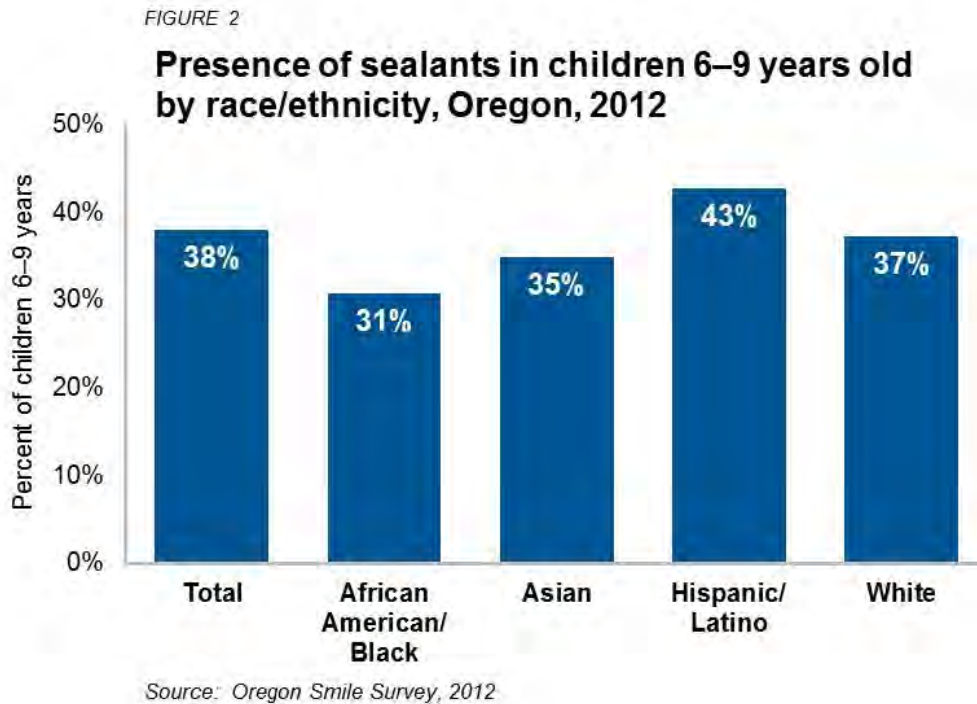 FIGURE 2
Presence of sealants in children 6–9 years old
by race/ethnicity, Oregon, 2012
Percent of children 6–9 years
50%
40%
30%
20%
10%
0%
38%
31%
35%
43%
37%
Total
African
American/
Black
Asian
Hispanic/
Latino
White
Source: Oregon Smile Survey, 2012